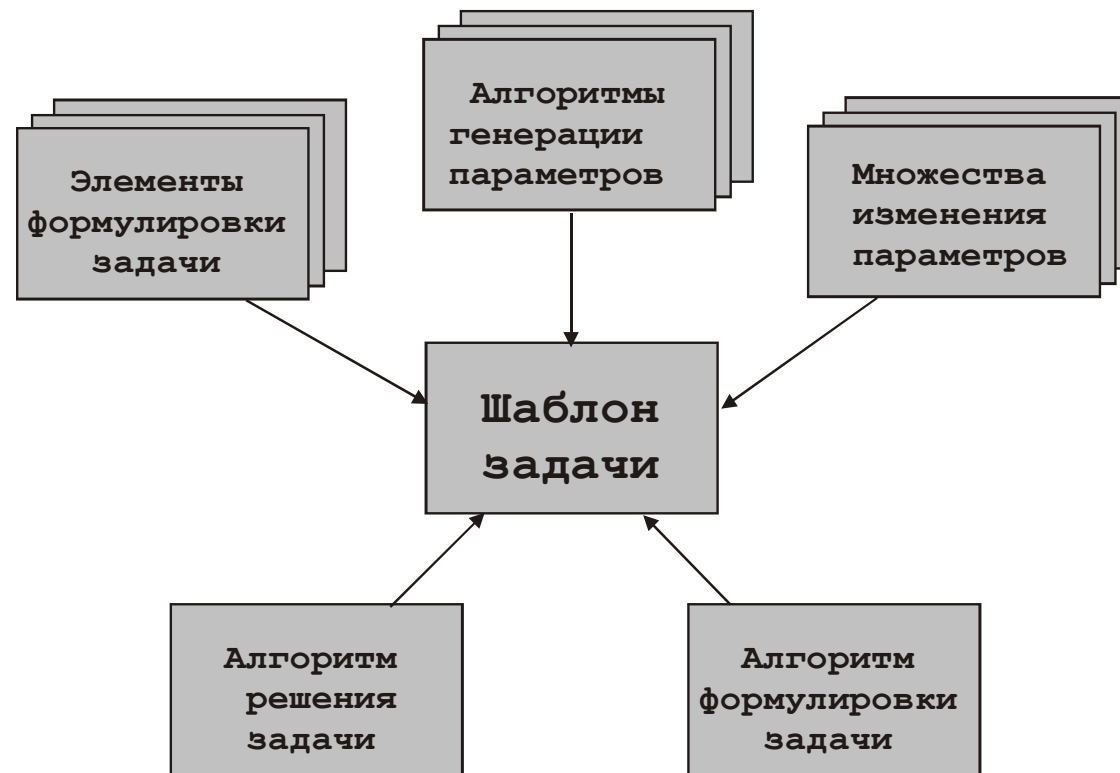 Алгоритмы
генерации
параметров
Элементы
формулировки
задачи
Множества
изменения
параметров
Шаблон
задачи
Алгоритм
решения
задачи
Алгоритм
формулировки
задачи